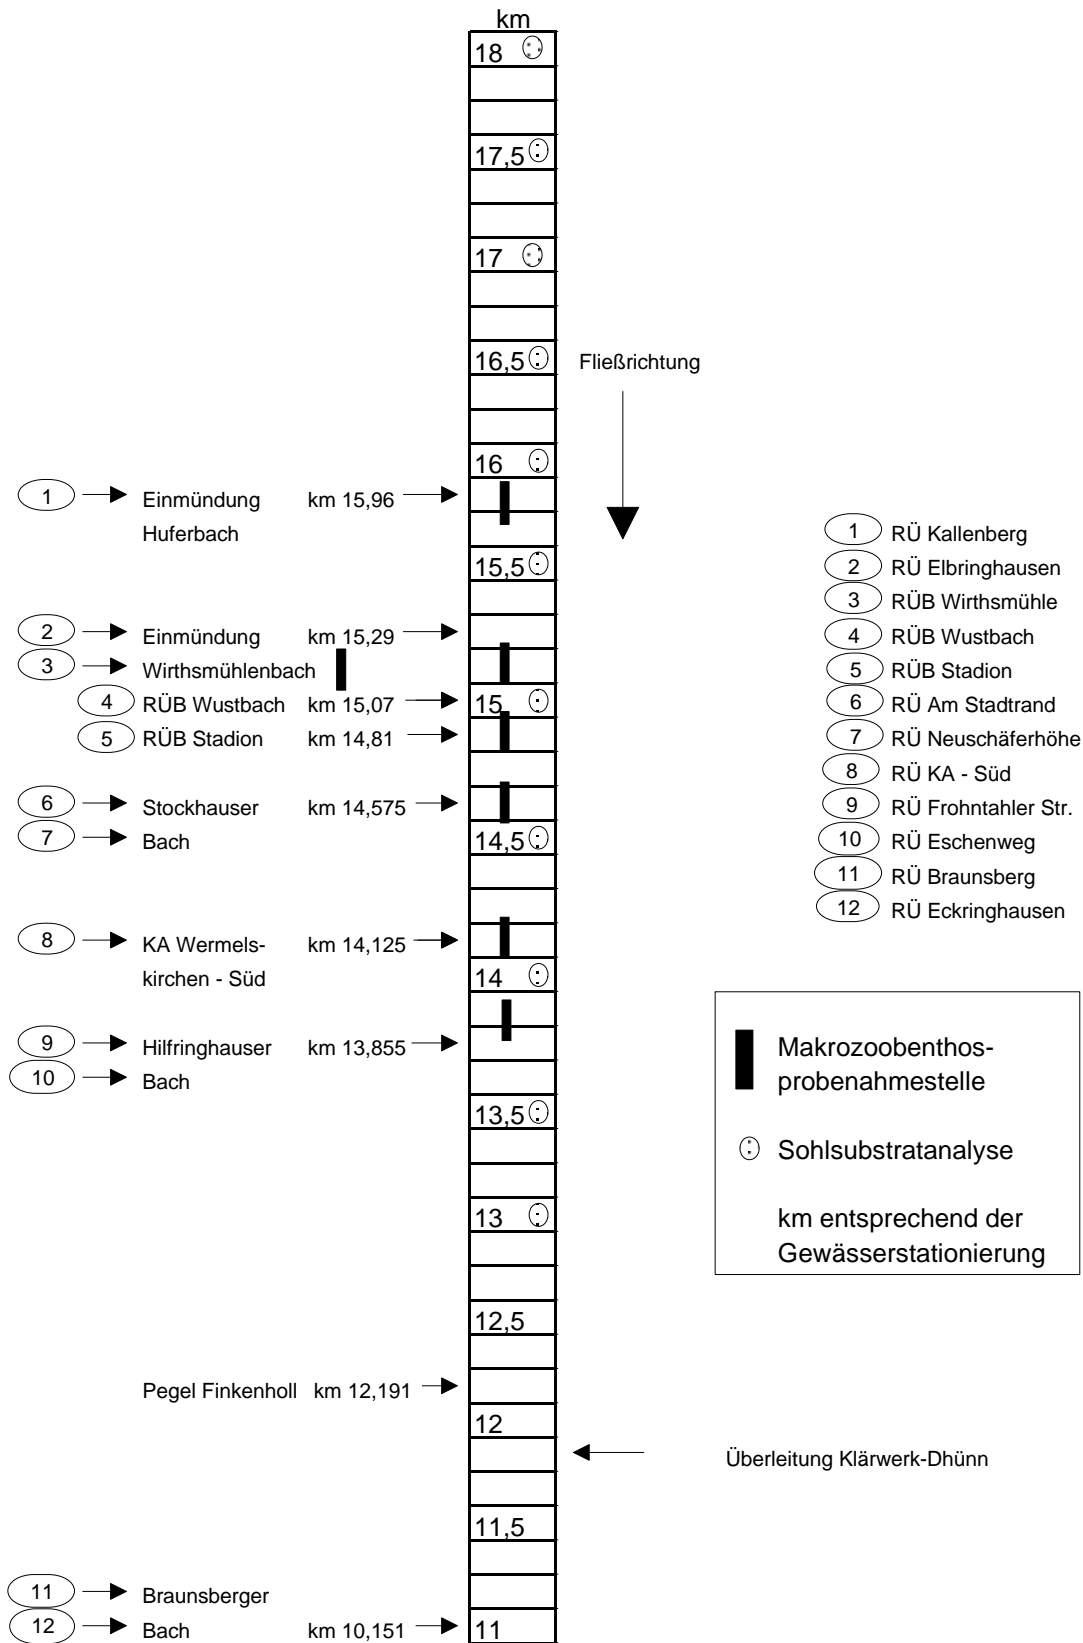 km
18
17,5
17
16,5
Fließrichtung
16
1 Einmündung km 15,96
Huferbach
15,5
2 Einmündung km 15,29
3 Wirthsmühlenbach
4 RÜB Wustbach km 15,07 15
5 RÜB Stadion km 14,81
6 Stockhauser km 14,575
7 Bach
14,5
8 KA Wermels- km 14,125
kirchen - Süd 14
9 Hilfringhauser km 13,855
10 Bach
13,5
13
12,5
Pegel Finkenholl km 12,191
12
Überleitung Klärwerk-Dhünn
11,5
11 Braunsberger
12 Bach km 10,151 11
1 RÜ Kallenberg
2 RÜ Elbringhausen
3 RÜB Wirthsmühle
4 RÜB Wustbach
5 RÜB Stadion
6 RÜ Am Stadtrand
7 RÜ Neuschäferhöhe
8 RÜ KA - Süd
9 RÜ Frohntahler Str.
10 RÜ Eschenweg
11 RÜ Braunsberg
12 RÜ Eckringhausen
Makrozoobenthos-
probenahmestelle
Sohlsubstratanalyse
km entsprechend der
Gewässerstationierung